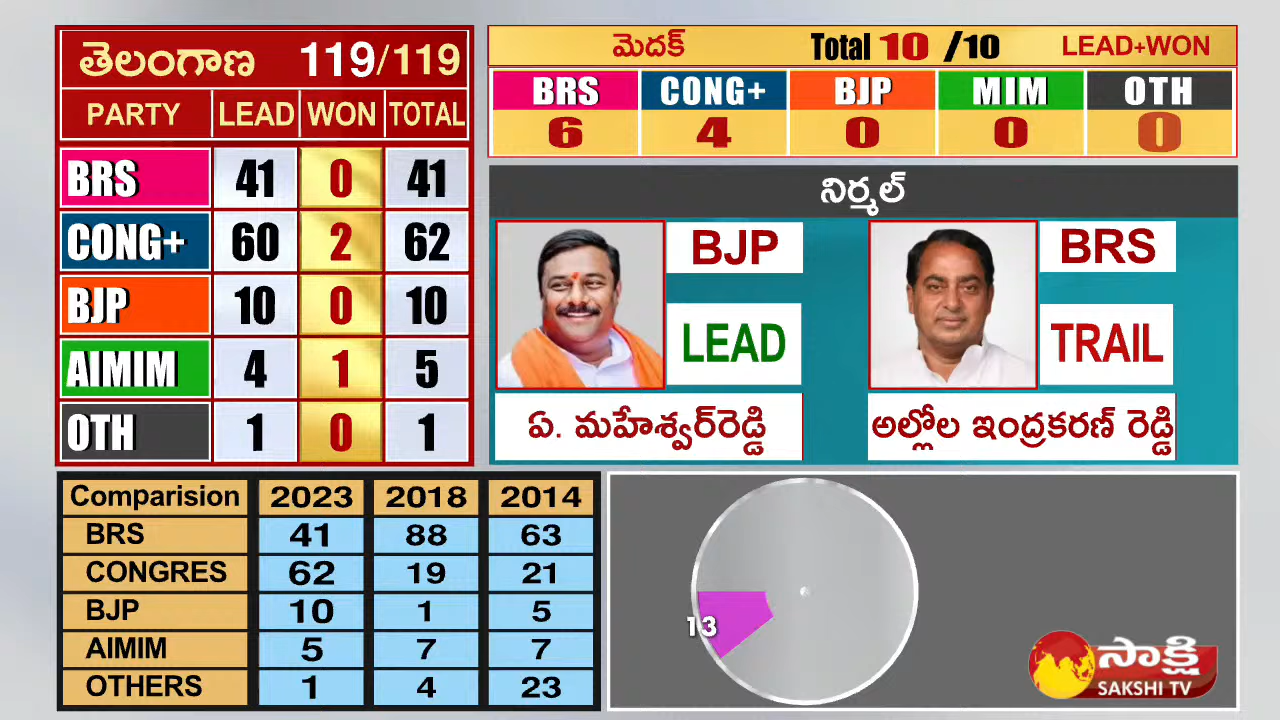 తెలంగాణ 119/119
PARTY LEAD WON TOTAL
BRS 41 0 41
CONG+ 60 2 62
BJP 10 0 10
AIMIM 4 1 5
OTH 1 0 1
మెదక్ Total 10 /10 LEAD+WON
BRS CONG+ BJP MIM OTH
6 4 0 0 0
నిర్మల్
BJP
LEAD
ఏ. మహేశ్వర్‌రెడ్డి
BRS
TRAIL
అల్లోల ఇంద్రకరణ్ రెడ్డి
Comparision 2023 2018 2014
BRS 41 88 63
CONGRES 62 19 21
BJP 10 1 5
AIMIM 5 7 7
OTHERS 1 4 23
13
సాక్షి
SAKSHI TV